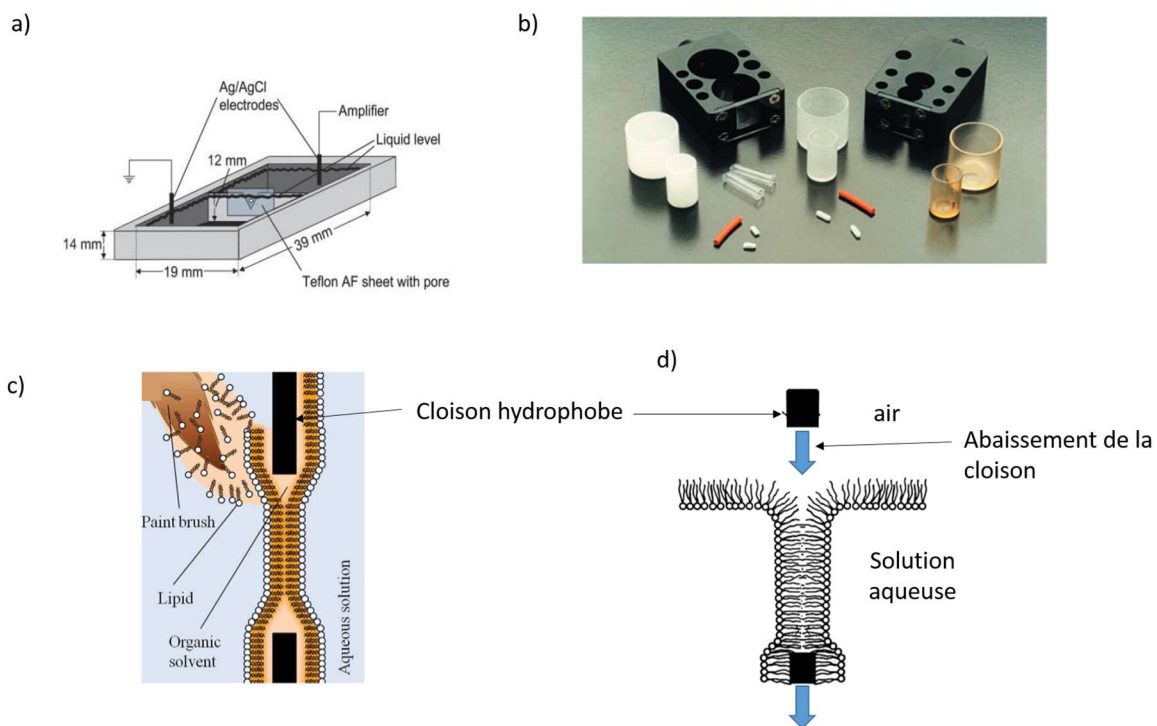 a)
Ag/AgCl
electrodes
Amplifier
Liquid level
12 mm
14 mm
19 mm
39 mm
Teflon AF sheet with pore
b)
c)
Paint brush
Lipid
Organic
solvent
Aqueous solution
Cloison hydrophobe
d)
air
Abaissement de la
cloison
Solution
aqueuse